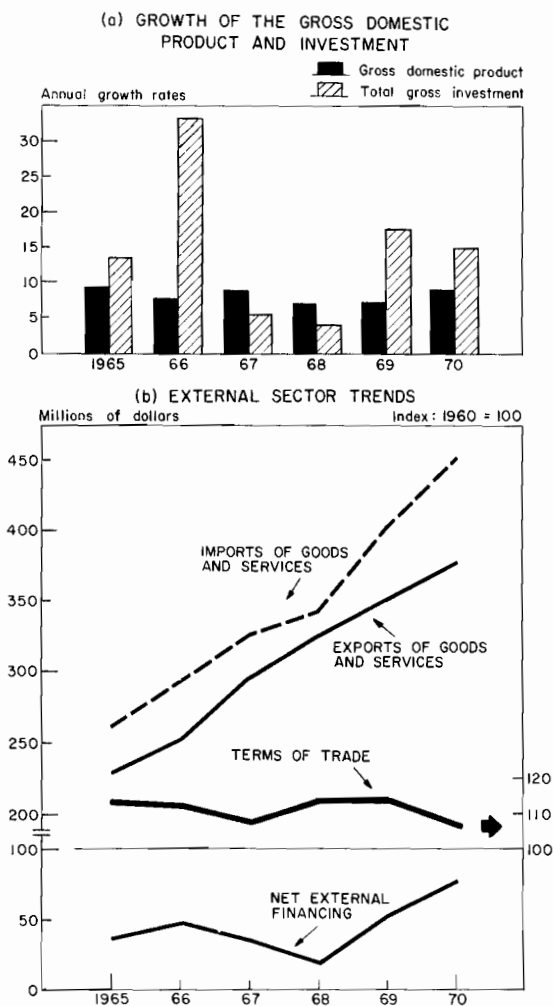 (a) GROWTH OF THE GROSS DOMESTIC
PRODUCT AND INVESTMENT
Gross domestic product
Annual growth rates
Total gross investment
30
25
20
15
10
5
0
1965 66 67 68 69 70
(b) EXTERNAL SECTOR TRENDS
Millions of dollars Index: 1960 = 100
450
400
IMPORTS OF GOODS
AND SERVICES
350
EXPORTS OF GOODS
AND SERVICES
300
250
TERMS OF TRADE
120
200 110
100 100
NET EXTERNAL
FINANCING
50
0
1965 66 67 68 69 70